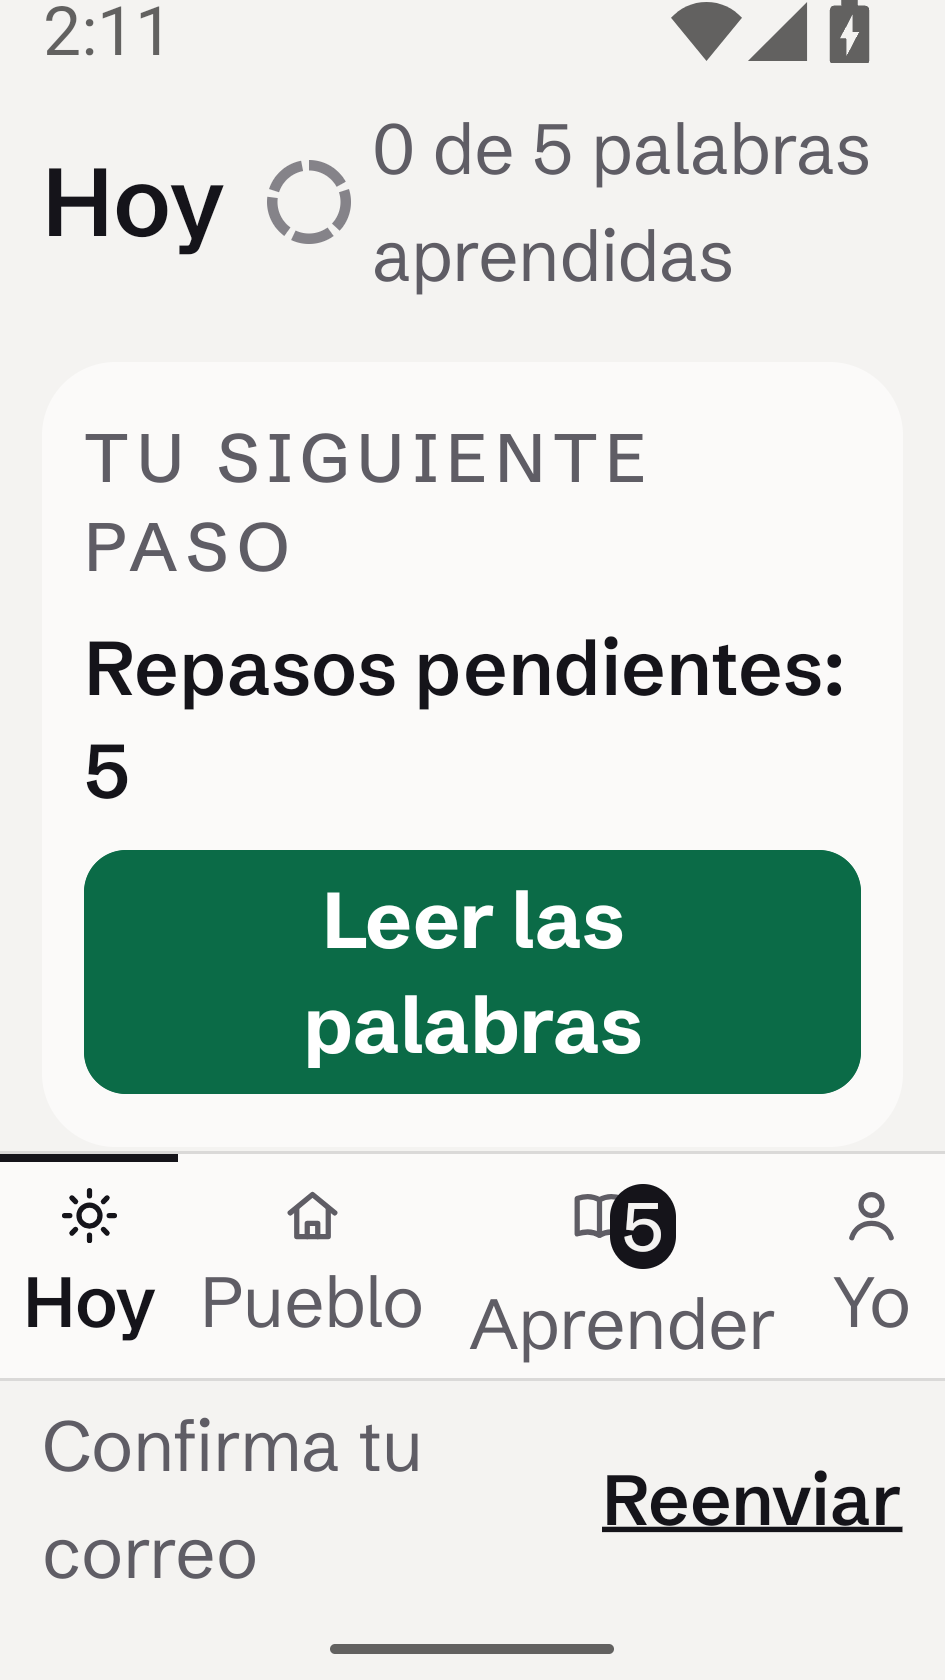 2:11
Hoy
0 de 5 palabras
aprendidas
TU SIGUIENTE
PASO
Repasos pendientes:
5
Leer las
palabras
5
Hoy
Pueblo
Aprender
Yo
Confirma tu
correo
Reenviar